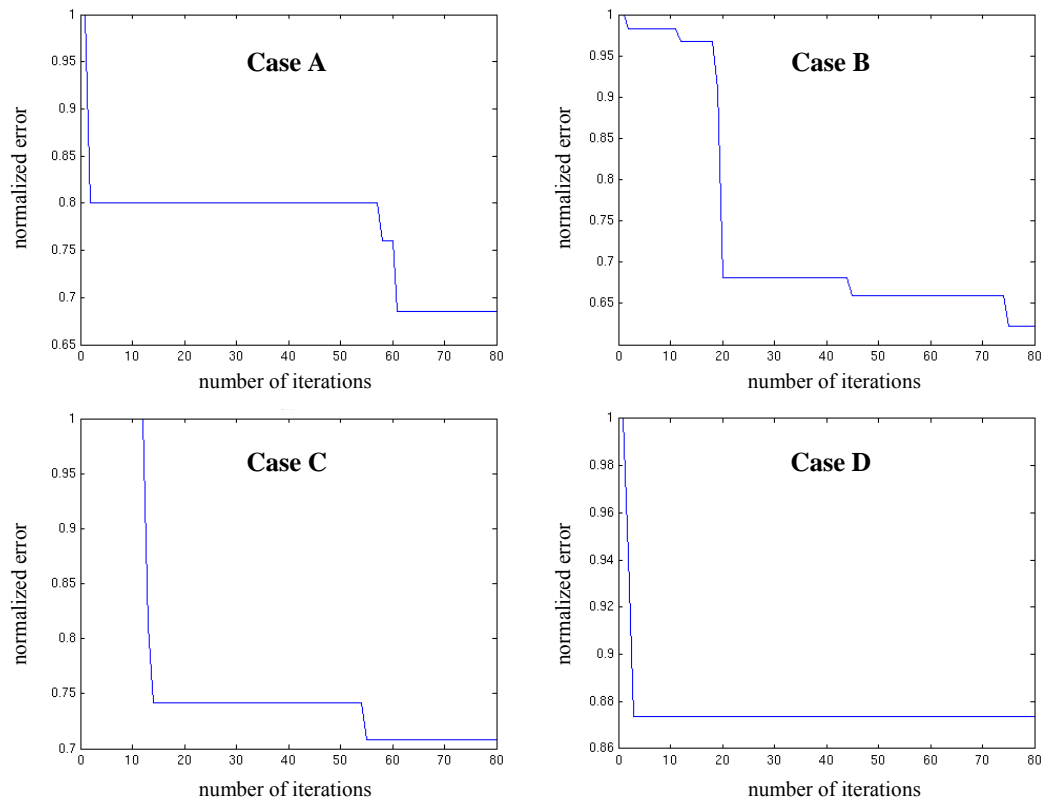 Case A
normalized error
1
0.95
0.9
0.85
0.8
0.75
0.7
0.65
0 10 20 30 40 50 60 70 80
number of iterations
Case B
normalized error
1
0.95
0.9
0.85
0.8
0.75
0.7
0.65
0 10 20 30 40 50 60 70 80
number of iterations
Case C
normalized error
1
0.95
0.9
0.85
0.8
0.75
0.7
0 10 20 30 40 50 60 70 80
number of iterations
Case D
normalized error
1
0.98
0.96
0.94
0.92
0.9
0.88
0.86
0 10 20 30 40 50 60 70 80
number of iterations